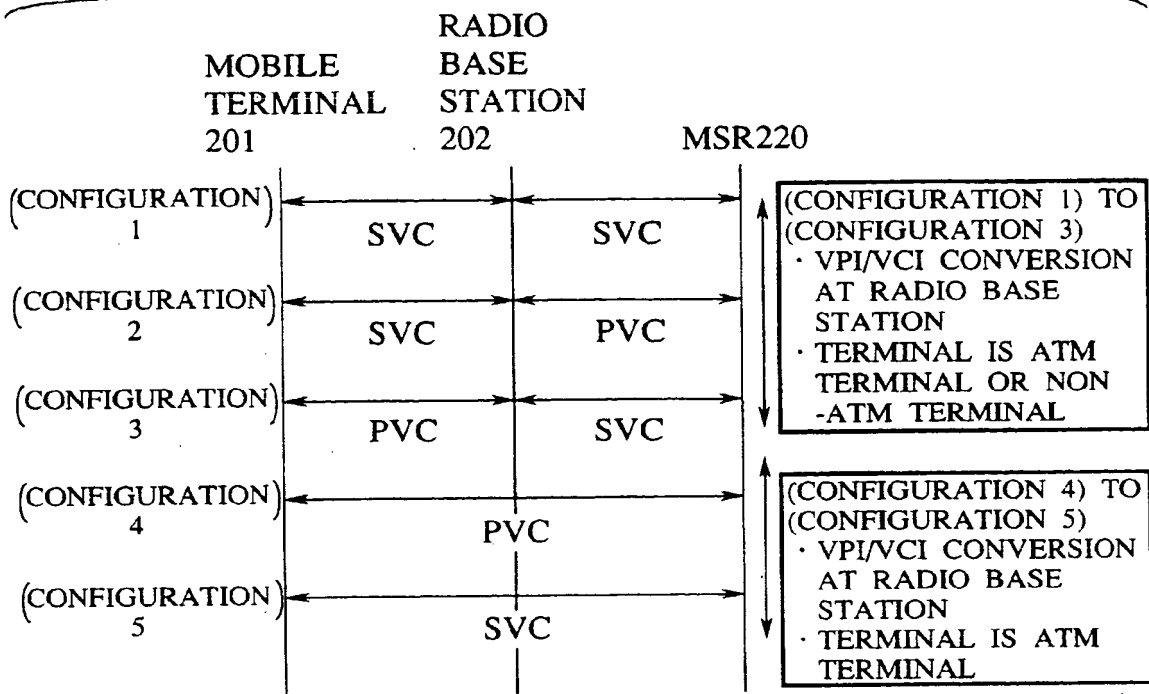 MOBILE
TERMINAL
201
RADIO
BASE
STATION
202
MSR220
(CONFIGURATION)
1
SVC
SVC
(CONFIGURATION)
2
SVC
PVC
(CONFIGURATION)
3
PVC
SVC
(CONFIGURATION)
4
PVC
(CONFIGURATION)
5
SVC
(CONFIGURATION 1) TO
(CONFIGURATION 3)
· VPI/VCI CONVERSION
AT RADIO BASE
STATION
· TERMINAL IS ATM
TERMINAL OR NON
-ATM TERMINAL
(CONFIGURATION 4) TO
(CONFIGURATION 5)
· VPI/VCI CONVERSION
AT RADIO BASE
STATION
· TERMINAL IS ATM
TERMINAL